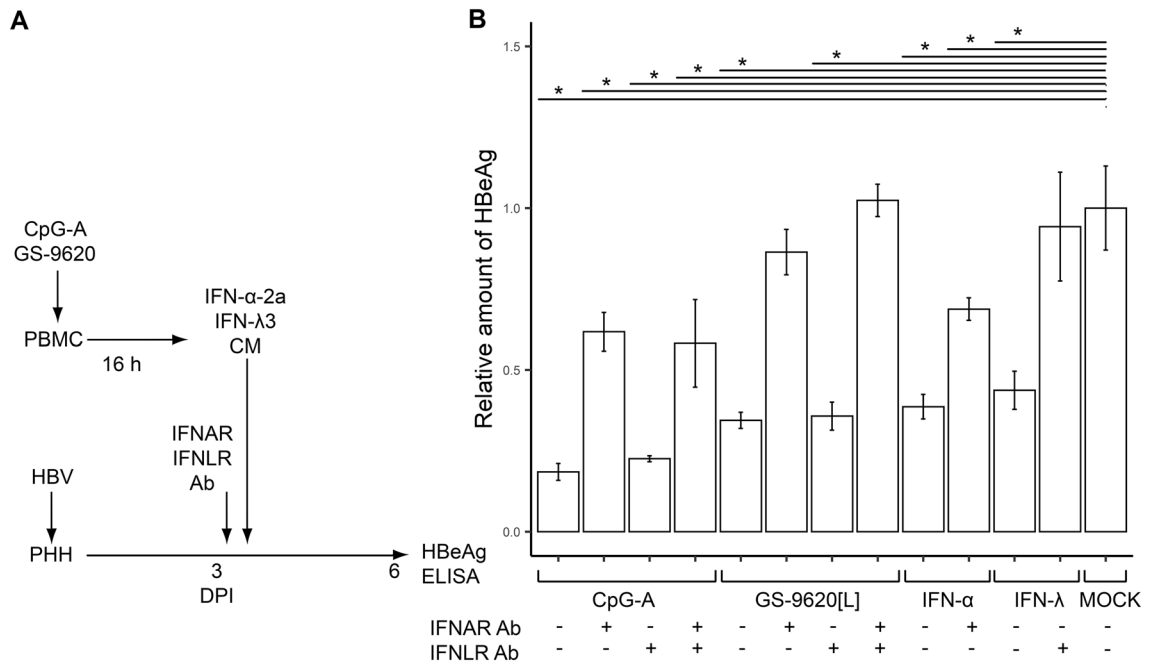 A
CpG-A
GS-9620
PBMC
16 h
IFN-α-2a
IFN-λ3
CM
IFNAR
IFNLR
Ab
HBV
PHH
3
6
DPI
HBeAg
ELISA
B
Relative amount of HBeAg
1.5
1.0
0.5
0.0
* * * * * * * * *
CpG-A GS-9620[L] IFN-α IFN-λ MOCK
IFNAR Ab - + - + - + - + - + - - -
IFNLR Ab - - + + - - + + - - - + -